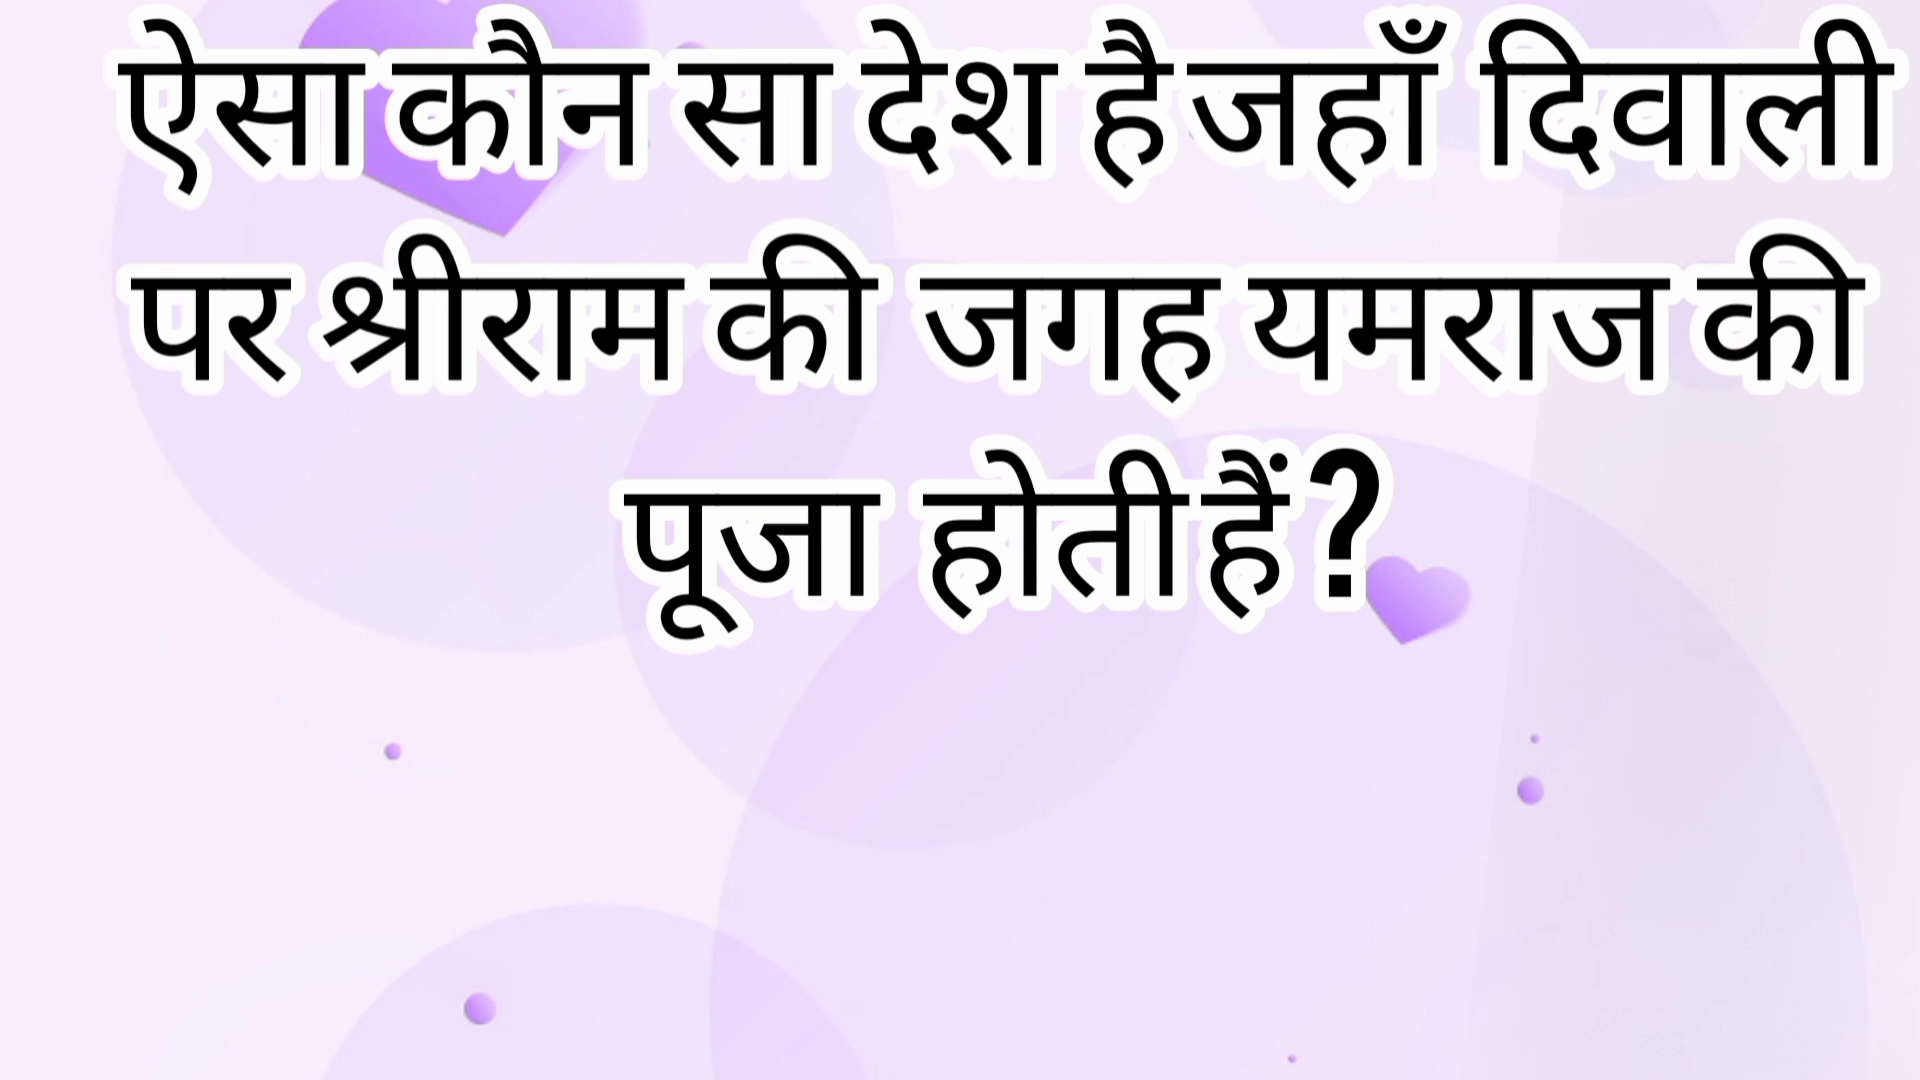 ऐसा कौन सा देश है जहाँ दिवाली
पर श्रीराम की जगह यमराज की
पूजा होती हैं ?